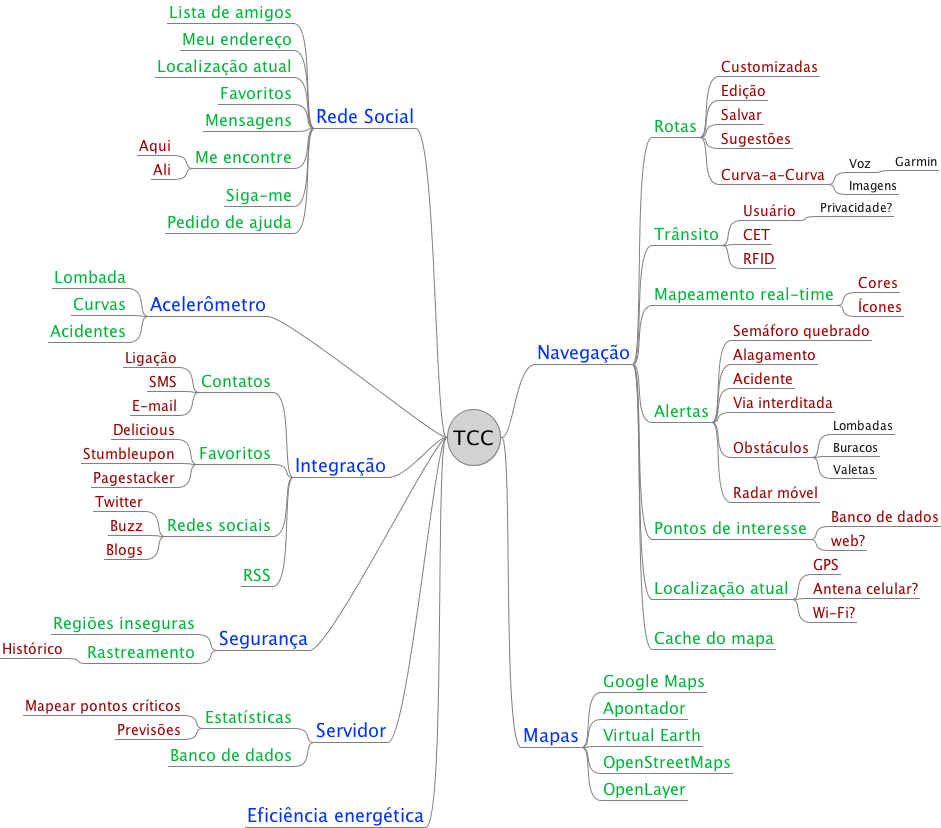 TCC
Rede Social
Lista de amigos
Meu endereço
Localização atual
Favoritos
Mensagens
Me encontre
Aqui
Ali
Siga-me
Pedido de ajuda
Acelerômetro
Lombada
Curvas
Acidentes
Integração
Contatos
Ligação
SMS
E-mail
Favoritos
Delicious
Stumbleupon
Pagestacker
Redes sociais
Twitter
Buzz
Blogs
RSS
Segurança
Regiões inseguras
Rastreamento
Histórico
Servidor
Estatísticas
Mapear pontos críticos
Previsões
Banco de dados
Eficiência energética
Navegação
Rotas
Customizadas
Edição
Salvar
Sugestões
Curva-a-Curva
Voz
Garmin
Imagens
Trânsito
Usuário
Privacidade?
CET
RFID
Mapeamento real-time
Cores
Ícones
Alertas
Semáforo quebrado
Alagamento
Acidente
Via interditada
Obstáculos
Lombadas
Buracos
Valetas
Radar móvel
Pontos de interesse
Banco de dados
web?
Localização atual
GPS
Antena celular?
Wi-Fi?
Cache do mapa
Mapas
Google Maps
Apontador
Virtual Earth
OpenStreetMaps
OpenLayer